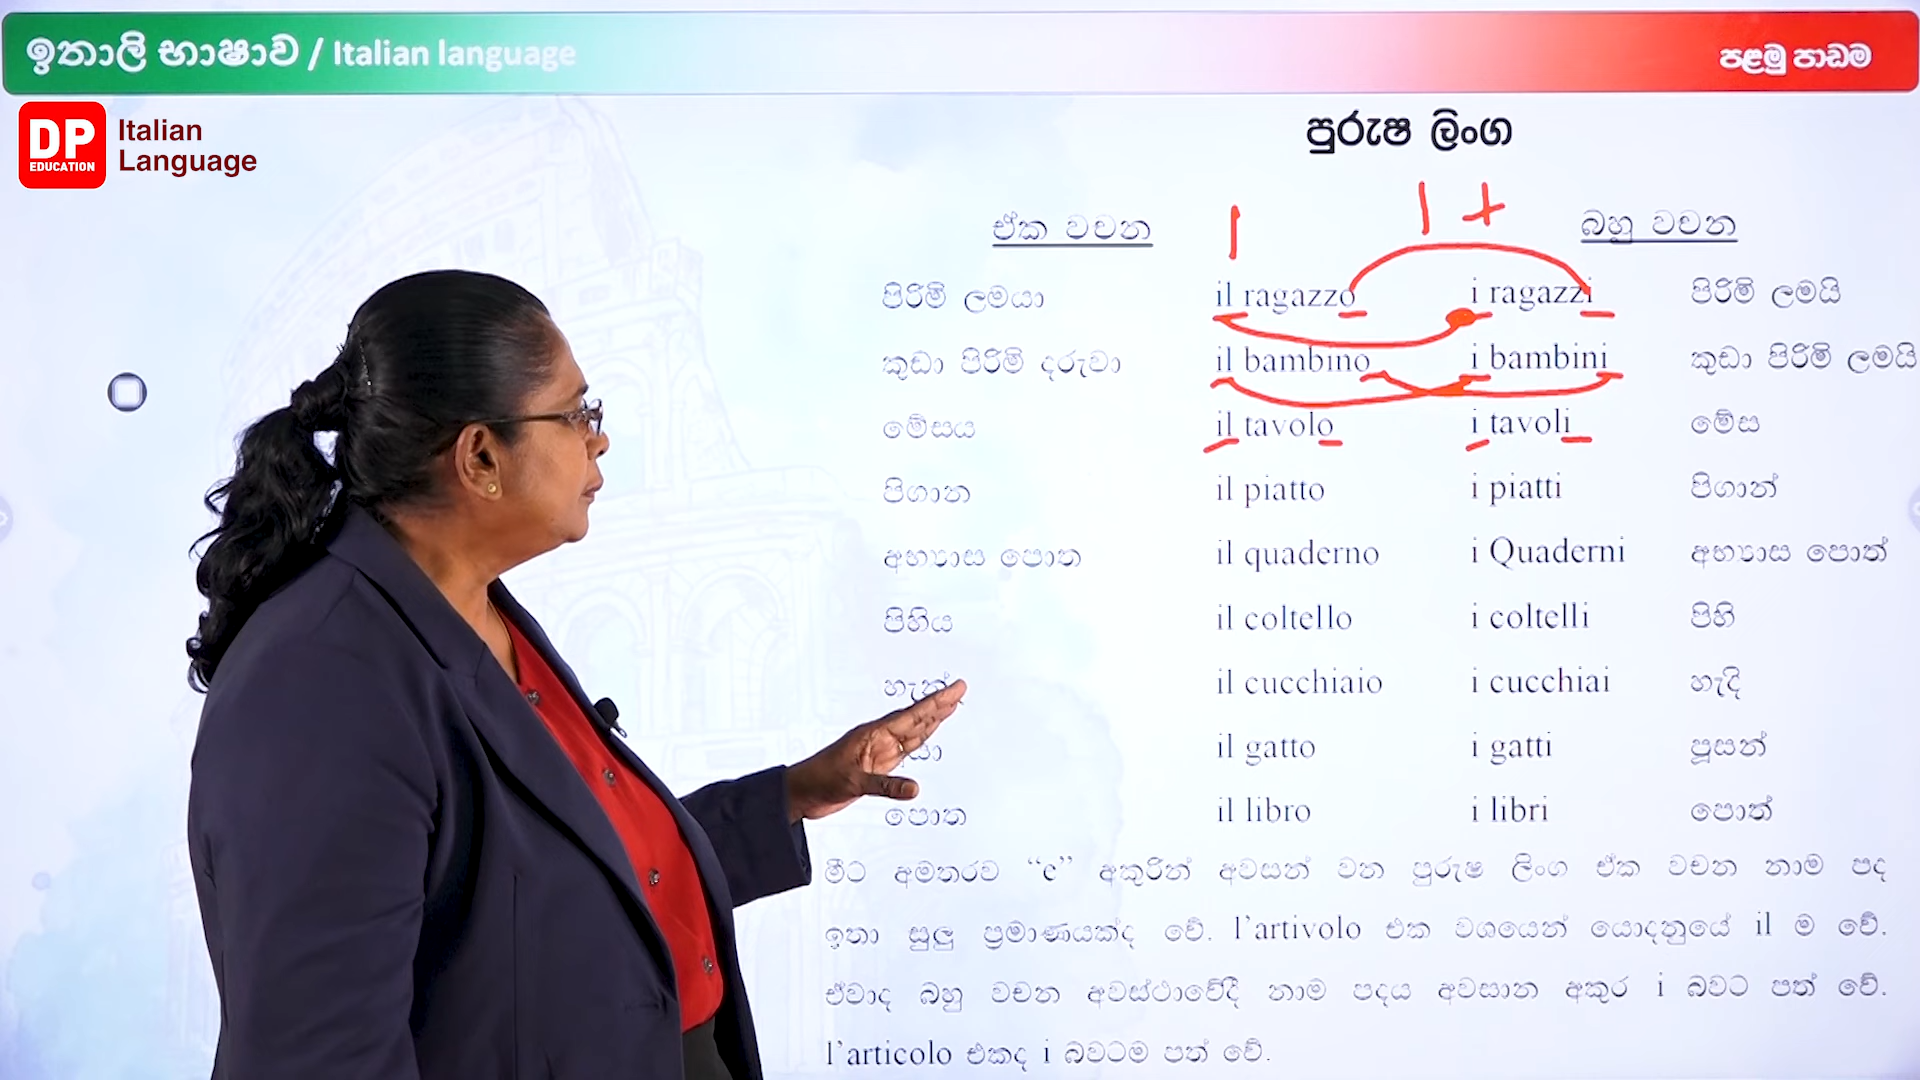 ඉතාලි භාෂාව / Italian language
පළමු පාඩම
DP EDUCATION
Italian
Language
පුරුෂ ලිංග
1 1 +
ඒක වචන බහු වචන
පිරිමි ලමයා il ragazzo i ragazzi පිරිමි ලමයි
කුඩා පිරිමි දරුවා il bambino i bambini කුඩා පිරිමි ලමයි
මේසය il tavolo i tavoli මේස
පිගාන il piatto i piatti පිගාන්
අභ්‍යාස පොත il quaderno i Quaderni අභ්‍යාස පොත්
පිහිය il coltello i coltelli පිහි
il cucchiaio i cucchiai හැදි
il gatto i gatti පූසන්
පොත il libro i libri පොත්
මීට අමතරව “e” අකුරින් අවසන් වන පුරුෂ ලිංග ඒක වචන නාම පද
ඉතා සුලු ප්‍රමාණයක්ද වේ. l’artivolo එක වශයෙන් යොදනුයේ il ම වේ.
ඒවාද බහු වචන අවස්ථාවේදී නාම පදය අවසාන අකුර i බවට පත් වේ.
l’articolo එකද i බවටම පත් වේ.